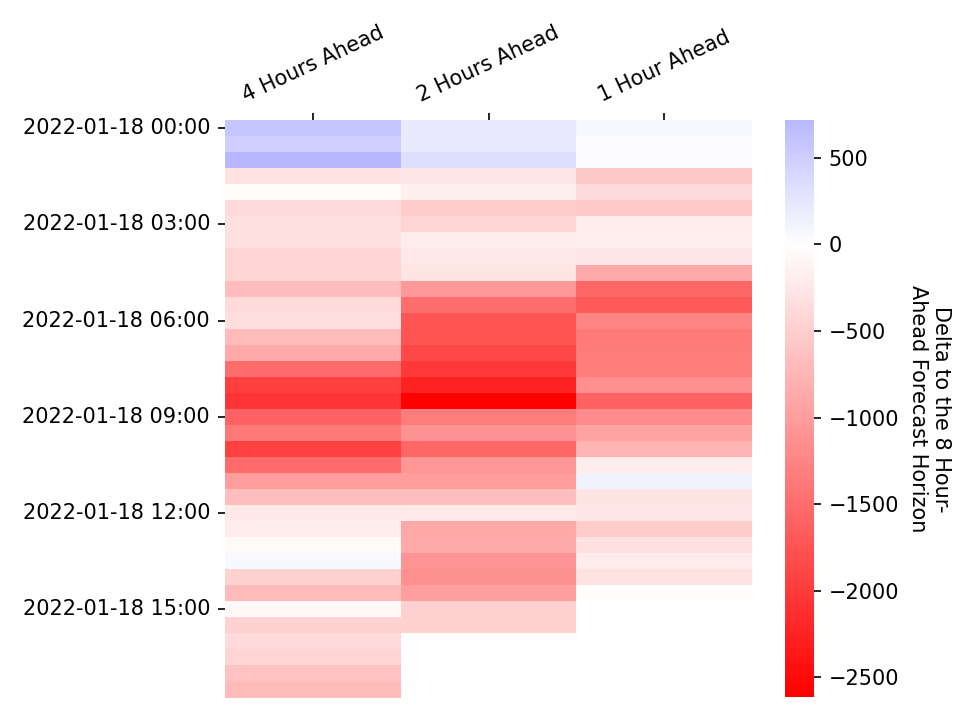 4 Hours Ahead
2 Hours Ahead
1 Hour Ahead
2022-01-18 00:00
2022-01-18 03:00
2022-01-18 06:00
2022-01-18 09:00
2022-01-18 12:00
2022-01-18 15:00
500
0
−500
−1000
−1500
−2000
−2500
Delta to the 8 Hour-
Ahead Forecast Horizon